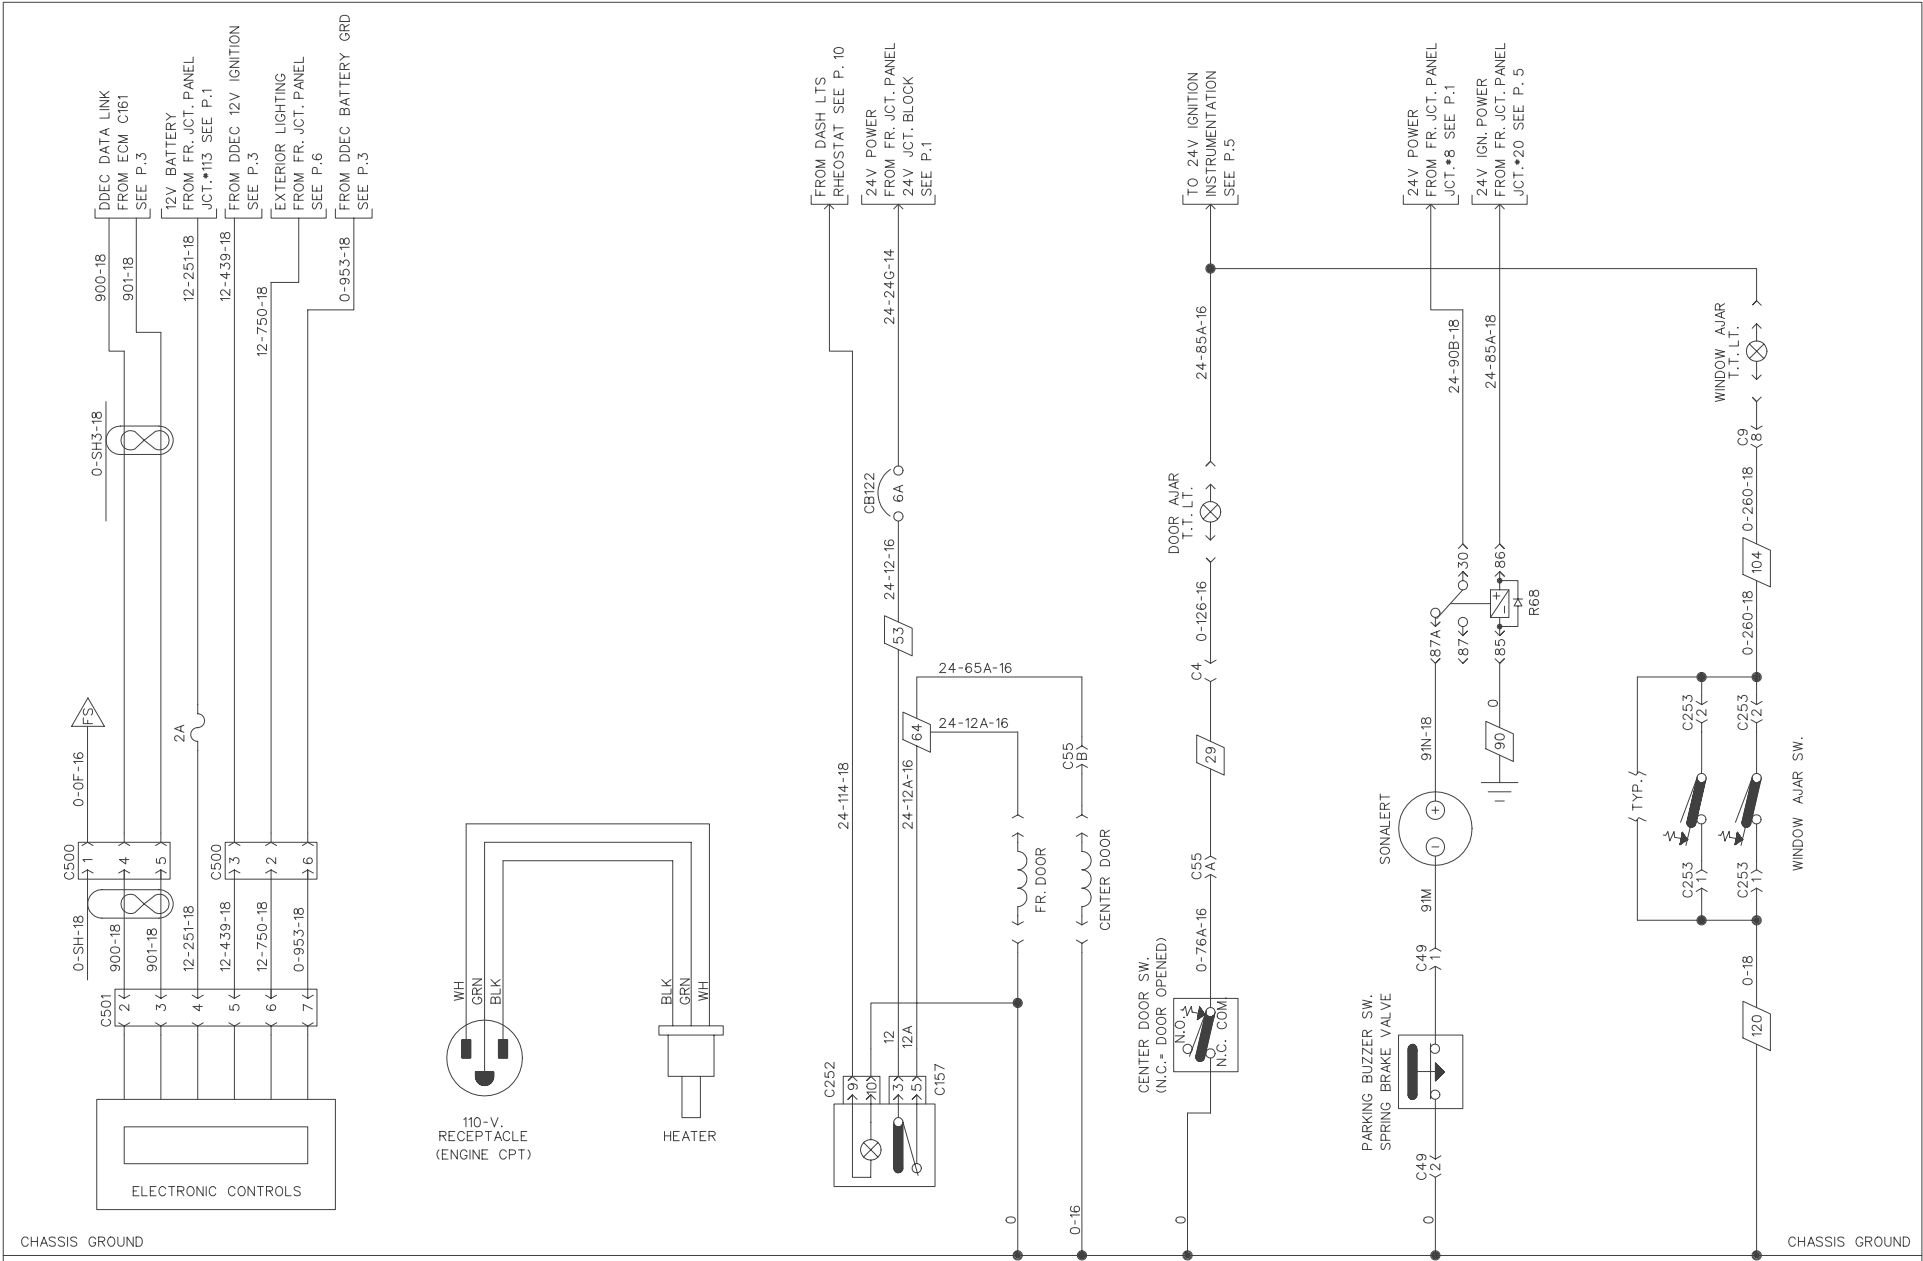 DDEC DATA LINK
FROM ECM C161
SEE P.3
12V BATTERY
FROM FR. JCT. PANEL
JCT.*113 SEE P.1
FROM DDEC 12V IGNITION
SEE P.3
EXTERIOR LIGHTING
FROM FR. JCT. PANEL
SEE P.6
FROM DDEC BATTERY GRD
SEE P.3
900-18
901-18
12-251-18
12-439-18
12-750-18
0-953-18
0-SH3-18
FS
0-0F-16
2A
C500
1
4
5
C500
3
2
6
0-SH-18
900-18
901-18
12-251-18
12-439-18
12-750-18
0-953-18
C501
2
3
4
5
6
7
ELECTRONIC CONTROLS
WH
GRN
BLK
BLK
GRN
WH
110-V.
RECEPTACLE
(ENGINE CPT)
HEATER
FROM DASH LTS
RHEOSTAT SEE P. 10
24V POWER
FROM FR. JCT. PANEL
24V JCT. BLOCK
SEE P.1
24-24G-14
CB122
6A
24-12-16
53
24-65A-16
64
24-12A-16
24-114-18
24-12A-16
C55
B
FR. DOOR
CENTER DOOR
12
12A
C252
9
10
3
5
C157
0
0-16
TO 24V IGNITION
INSTRUMENTATION
SEE P.5
24-85A-16
DOOR AJAR
T.T. LT.
0-126-16
C4
29
C55
A
0-76A-16
CENTER DOOR SW.
(N.C.= DOOR OPENED)
N.O.
N.C. COM.
0
24V POWER
FROM FR. JCT. PANEL
JCT.*8 SEE P.1
24V IGN. POWER
FROM FR. JCT. PANEL
JCT.*20 SEE P. 5
24-90B-18
24-85A-18
30
86
+
−
R68
87A
87
85
0
90
91N-18
SONALERT
+
−
91M
C49
1
PARKING BUZZER SW.
SPRING BRAKE VALVE
C49
2
0
WINDOW AJAR
T.T. LT.
C9
8
0-260-18
104
0-260-18
TYP.
C253
2
C253
2
C253
1
C253
1
WINDOW AJAR SW.
0-18
120
CHASSIS GROUND
CHASSIS GROUND